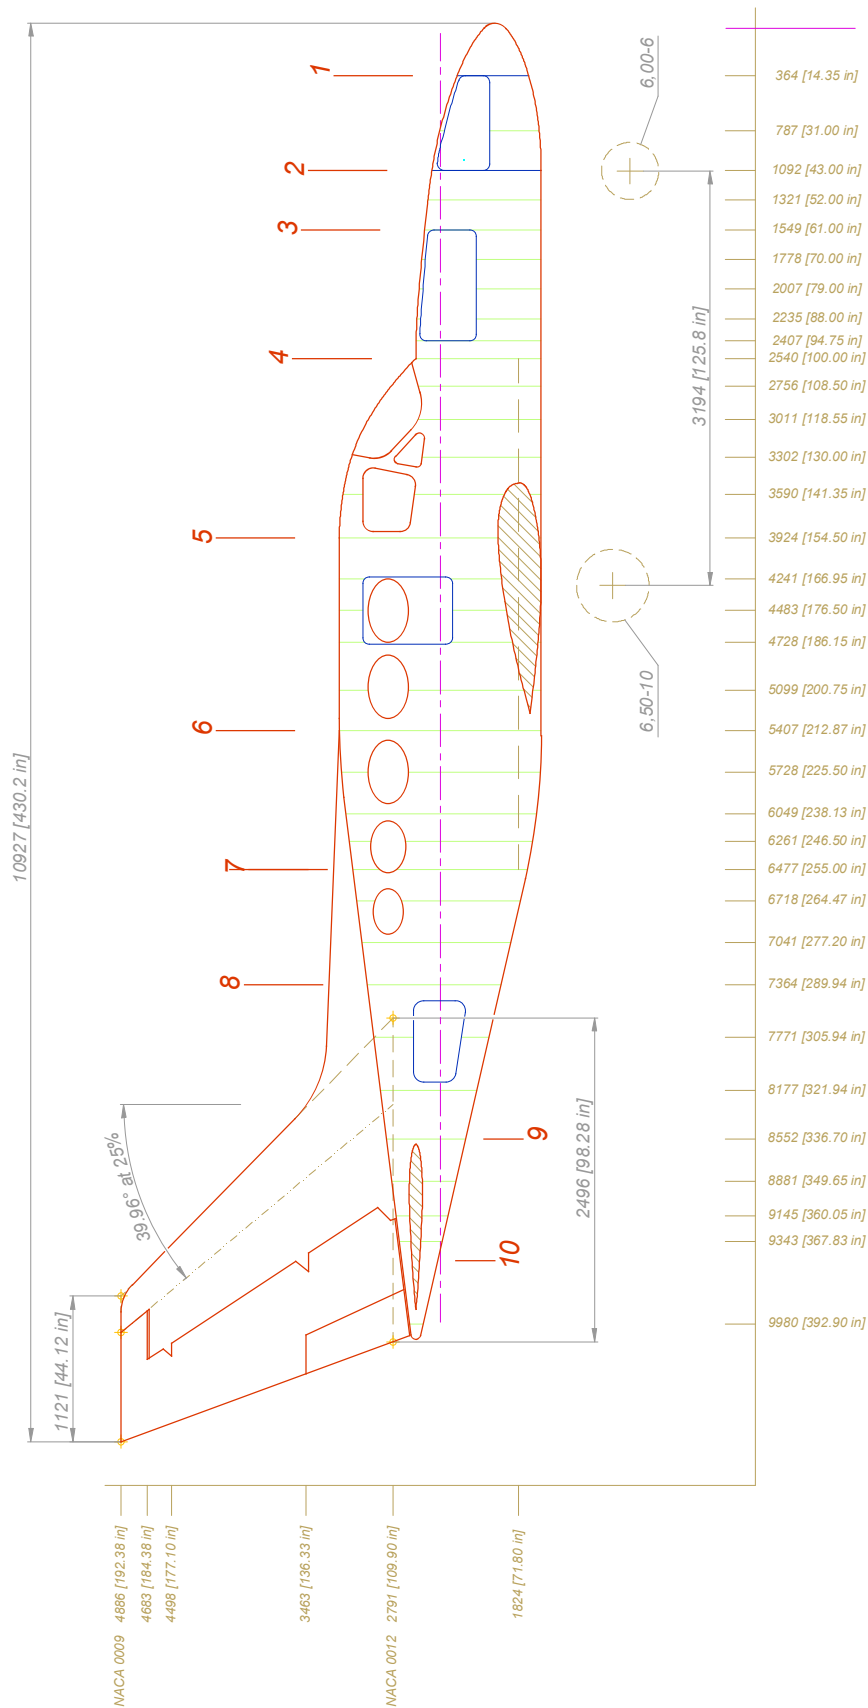 1
2
3
4
5
6
7
8
9
10
6,00-6
6,50-10
3194 [125.8 in]
10927 [430.2 in]
2496 [98.28 in]
39.96° at 25%
1121 [44.12 in]
364 [14.35 in]
787 [31.00 in]
1092 [43.00 in]
1321 [52.00 in]
1549 [61.00 in]
1778 [70.00 in]
2007 [79.00 in]
2235 [88.00 in]
2407 [94.75 in]
2540 [100.00 in]
2756 [108.50 in]
3011 [118.55 in]
3302 [130.00 in]
3590 [141.35 in]
3924 [154.50 in]
4241 [166.95 in]
4483 [176.50 in]
4728 [186.15 in]
5099 [200.75 in]
5407 [212.87 in]
5728 [225.50 in]
6049 [238.13 in]
6261 [246.50 in]
6477 [255.00 in]
6718 [264.47 in]
7041 [277.20 in]
7364 [289.94 in]
7771 [305.94 in]
8177 [321.94 in]
8552 [336.70 in]
8881 [349.65 in]
9145 [360.05 in]
9343 [367.83 in]
9980 [392.90 in]
NACA 0009 4886 [192.38 in]
4683 [184.38 in]
4498 [177.10 in]
3463 [136.33 in]
NACA 0012 2791 [109.90 in]
1824 [71.80 in]